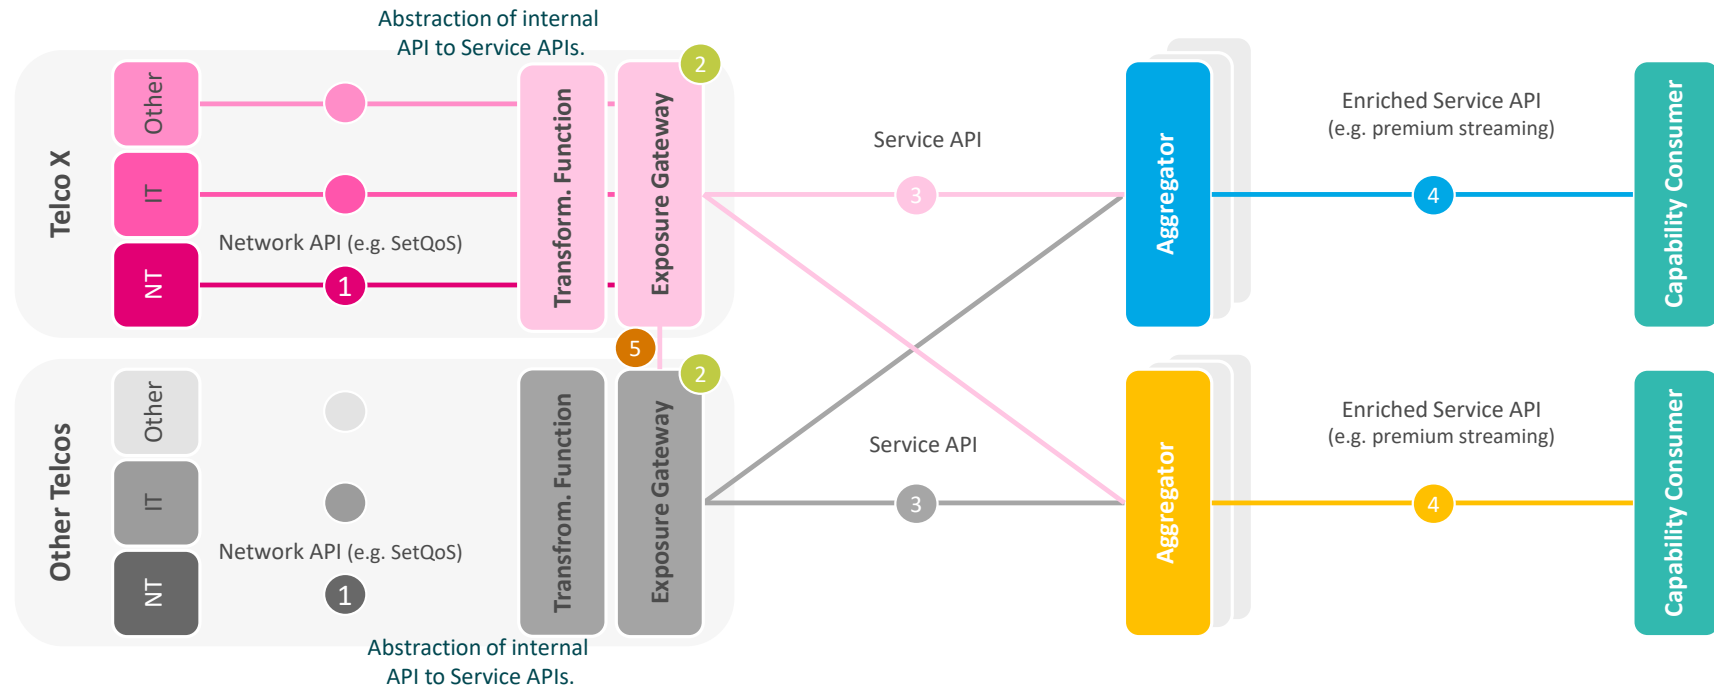 Abstraction of internal
API to Service APIs.
Telco X
Other
IT
NT
Network API (e.g. SetQoS)
1
Transform. Function
Exposure Gateway
2
Service API
3
Aggregator
Enriched Service API
(e.g. premium streaming)
4
Capability Consumer
5
Other Telcos
Other
IT
NT
Network API (e.g. SetQoS)
1
Transfrom. Function
Exposure Gateway
2
Service API
3
Aggregator
Enriched Service API
(e.g. premium streaming)
4
Capability Consumer
Abstraction of internal
API to Service APIs.